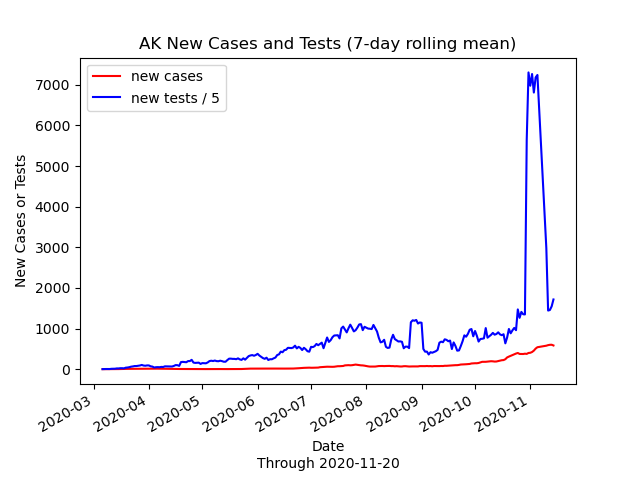 AK New Cases and Tests (7-day rolling mean)
new cases
new tests / 5
New Cases or Tests
7000
6000
5000
4000
3000
2000
1000
0
2020-03
2020-04
2020-05
2020-06
2020-07
2020-08
2020-09
2020-10
2020-11
Date
Through 2020-11-20